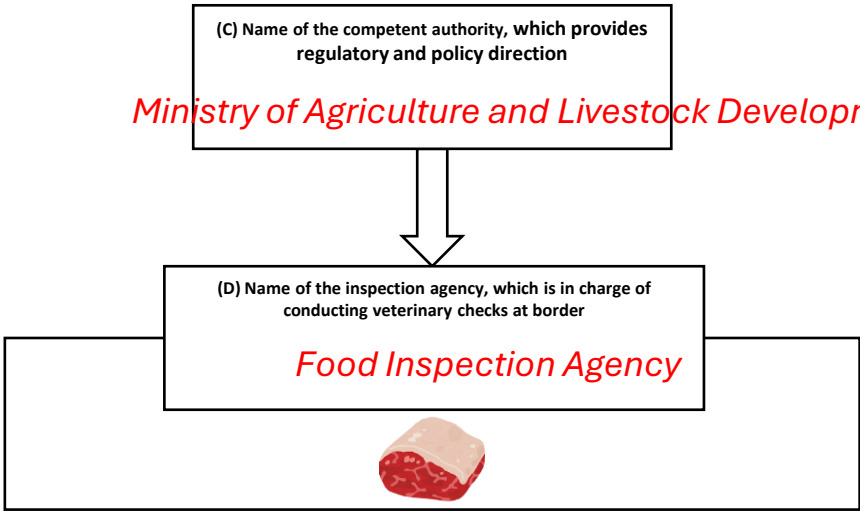 (C) Name of the competent authority, which provides
regulatory and policy direction
Ministry of Agriculture and Livestock
(D) Name of the inspection agency, which is in charge of
conducting veterinary checks at border
Food Inspection Agency